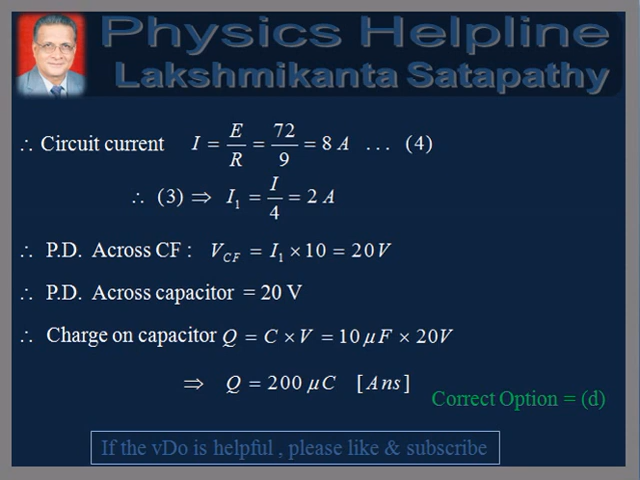 Physics Helpline
Lakshmikanta Satapathy
∴ Circuit current I = E/R = 72/9 = 8 A ... (4)
∴ (3) ⇒ I₁ = I/4 = 2 A
∴ P.D. Across CF : V_CF = I₁ × 10 = 20 V
∴ P.D. Across capacitor = 20 V
∴ Charge on capacitor Q = C × V = 10 μF × 20V
⇒ Q = 200 μC [Ans]
Correct Option = (d)
If the vDo is helpful , please like & subscribe